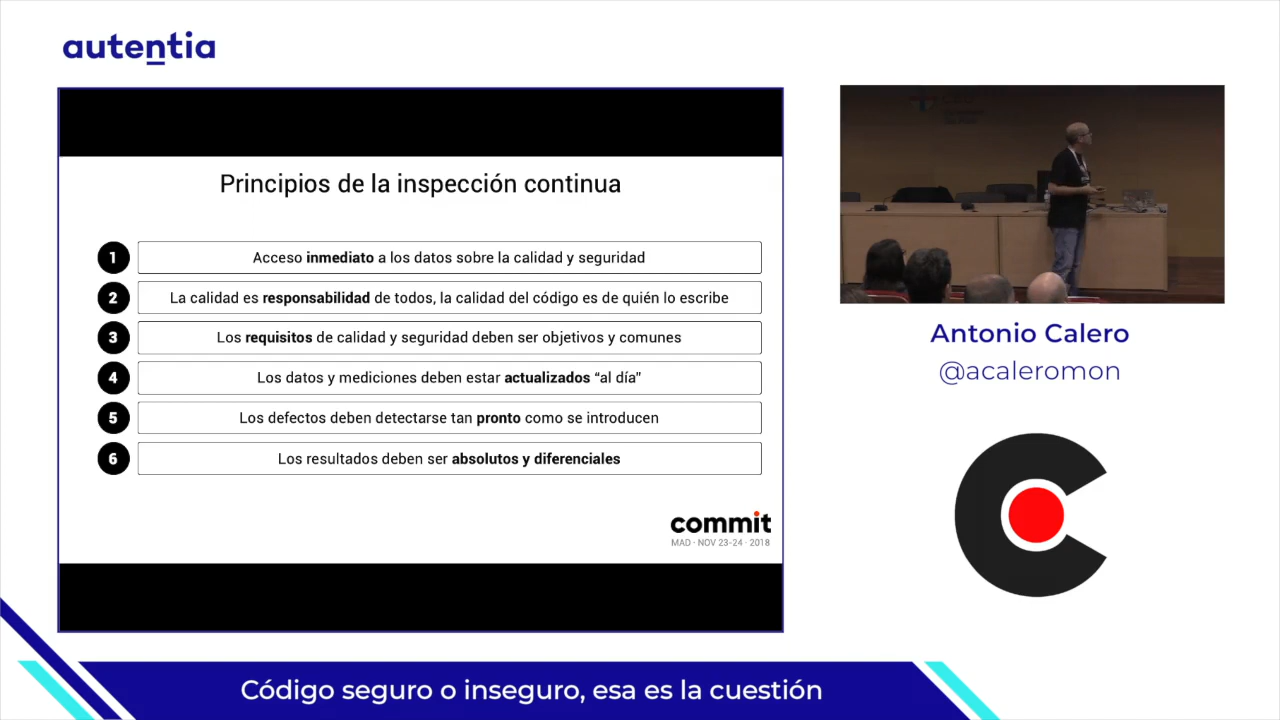 autentia
Principios de la inspección continua
1 Acceso inmediato a los datos sobre la calidad y seguridad
2 La calidad es responsabilidad de todos, la calidad del código es de quién lo escribe
3 Los requisitos de calidad y seguridad deben ser objetivos y comunes
4 Los datos y mediciones deben estar actualizados “al día”
5 Los defectos deben detectarse tan pronto como se introducen
6 Los resultados deben ser absolutos y diferenciales
commit
MAD · NOV 23-24 · 2018
Antonio Calero
@acaleromon
Código seguro o inseguro, esa es la cuestión